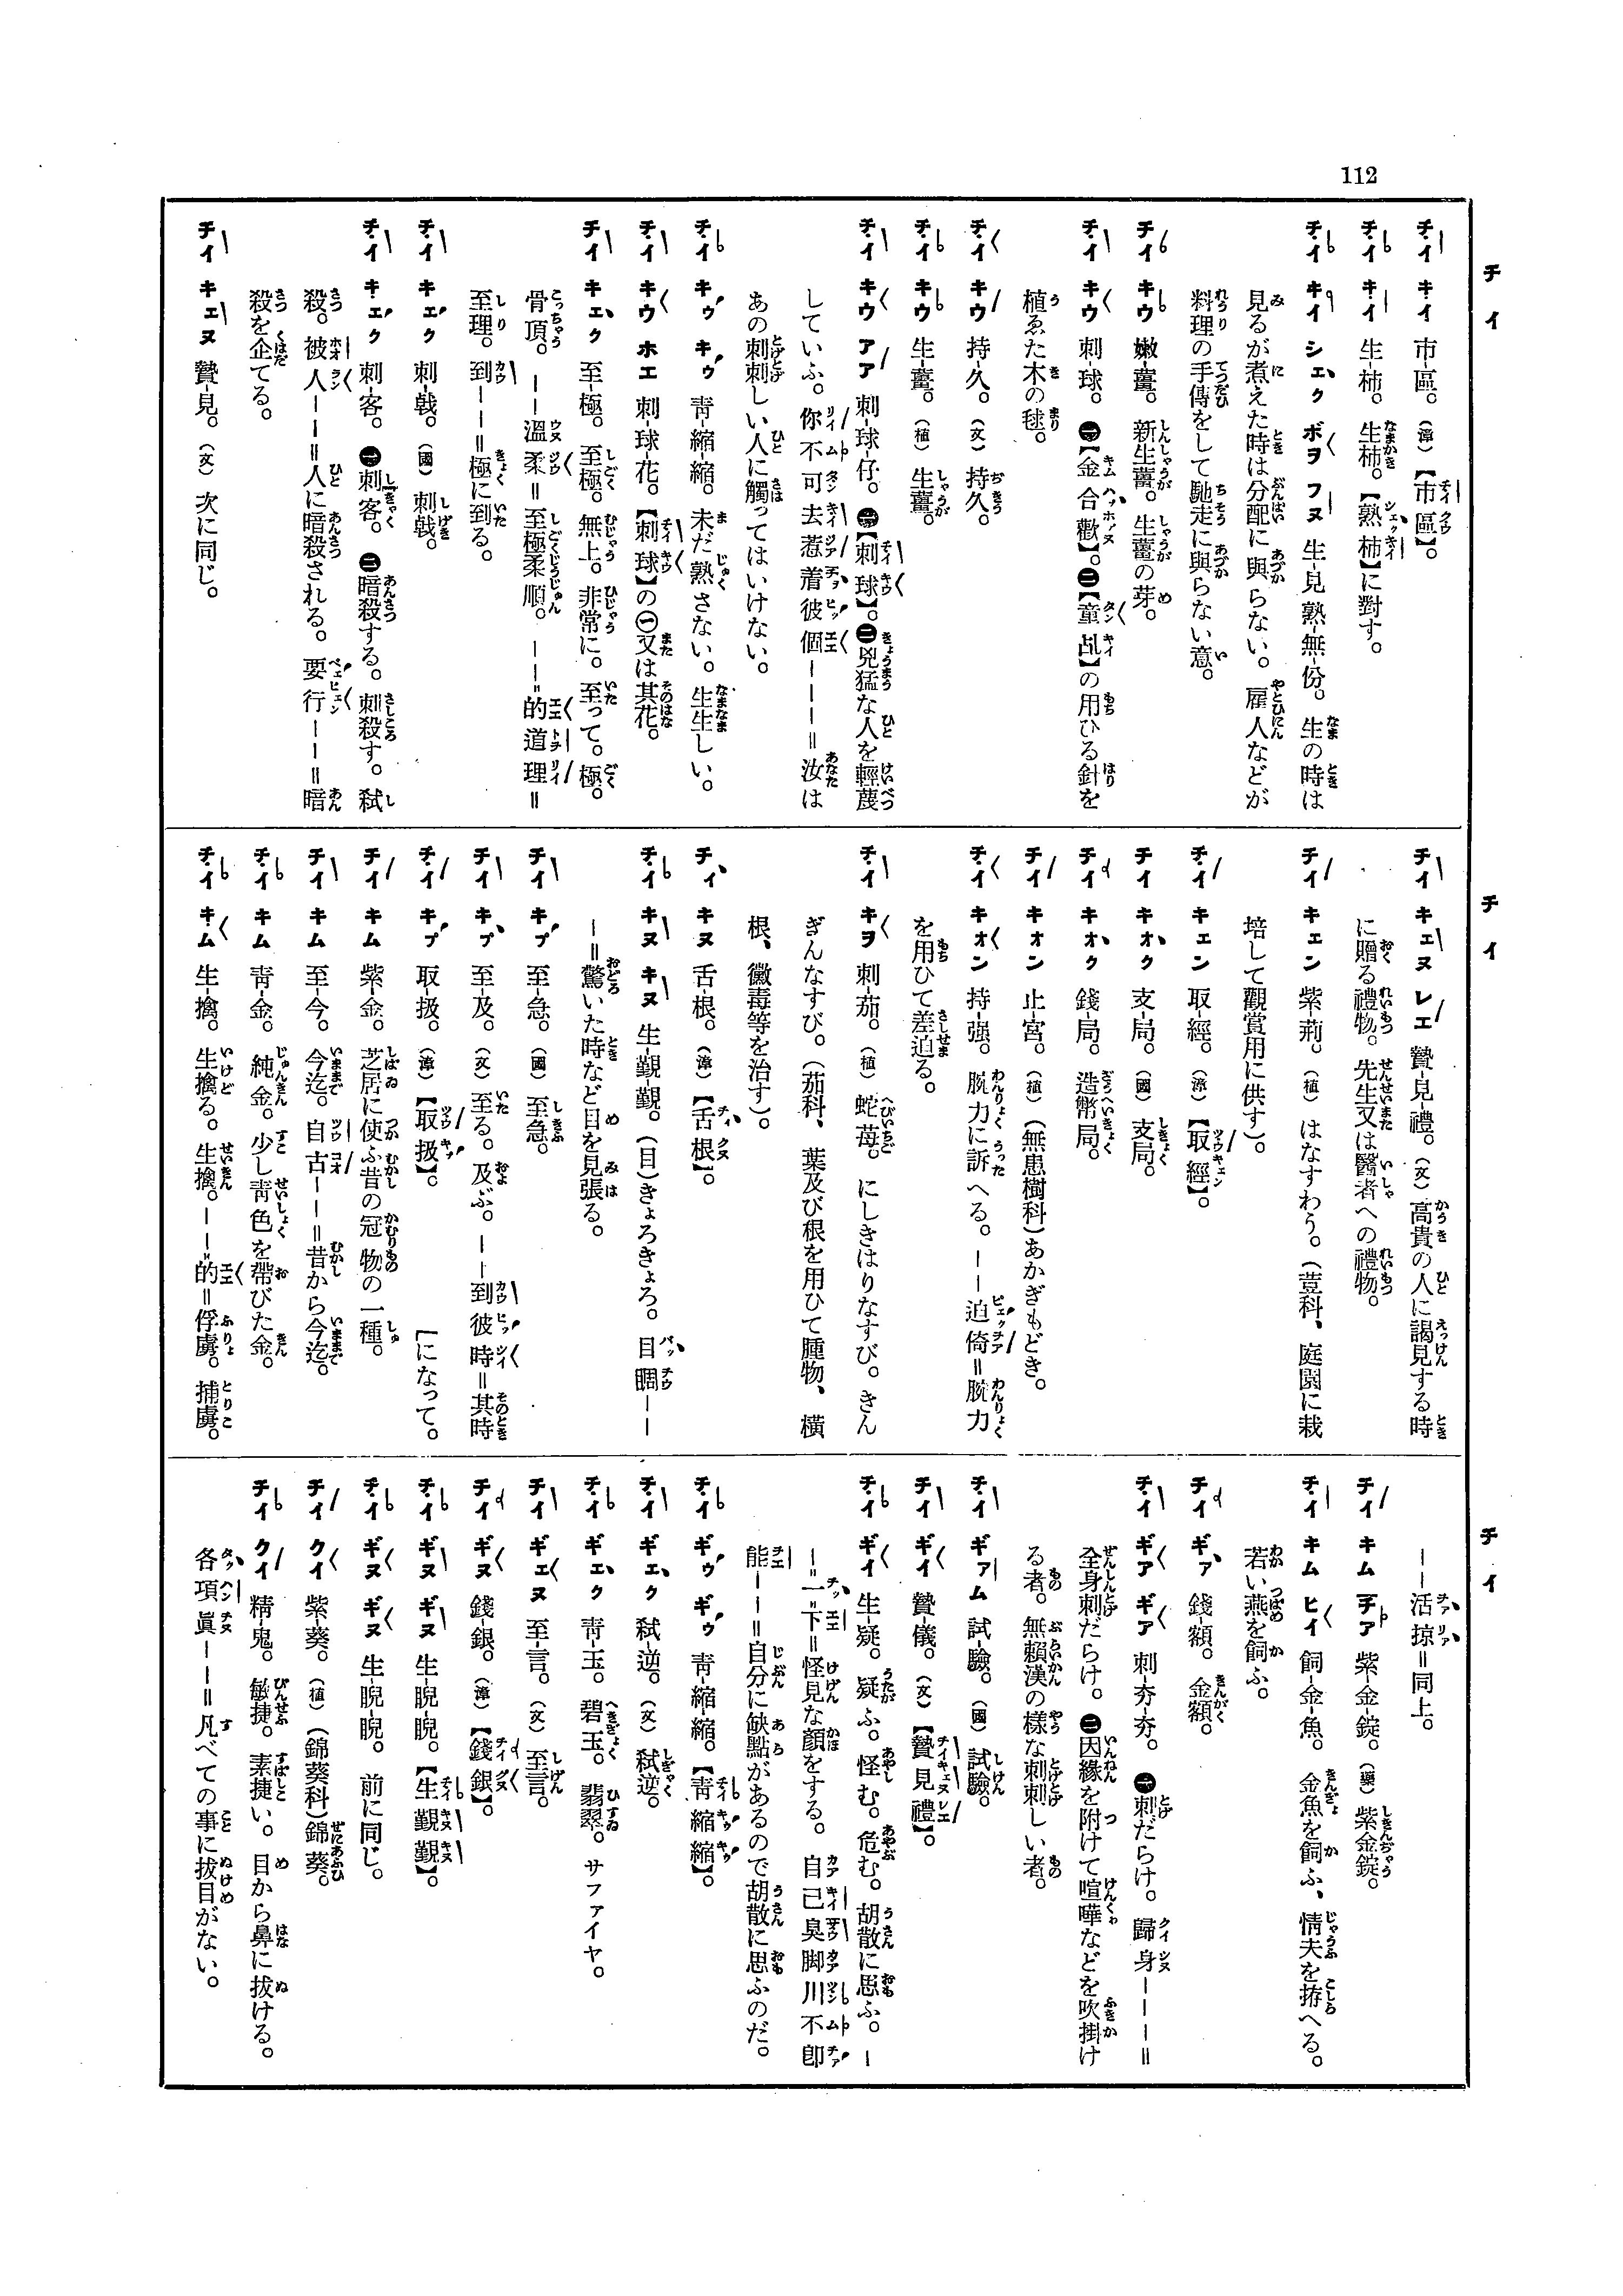 112
チイ
チイ キイ 市-區。(漳)【市區】。
チイ キイ 生-柿。生柿。【熟柿】に對す。
チイ キイ シェク ボヲ フヌ 生-見 熟-無-份。生の時は
見るが煮えた時は分配に與らない。雇人などが
料理の手傳をして馳走に與らない意。
チイ キウ 嫩-薑。新生薑。生薑の芽。
チイ キウ 刺-球。㊀【金合歡】。㊁【童乩】の用ひる針を
植ゑた木の毬。
チイ キウ 持-久。(文)持久。
チイ キウ 生-薑。(植)生薑。
チイ キウ アア 刺-球-仔。㊀【刺球】。㊁兇猛な人を輕蔑
していふ。你不可去惹着彼個ーーー=汝は
あの刺刺しい人に觸ってはいけない。
チイ キウ キウ 靑-縮-縮。未だ熟さない。生生しい。
チイ キウ ホエ 刺-球-花。【刺球】の㊀又は其花。
チイ キェク 至-極。至極。無上。非常に。至って。極。
骨頂。ーー溫柔=至極柔順。ーー的道理=
至理。到ーー=極に到る。
チイ キェク 刺-戟。(國)刺戟。
チイ キェク 刺-客。㊀刺客。㊁暗殺する。刺殺す。弑
殺。被人ーー=人に暗殺される。要行ーー=暗
殺を企てる。
チイ キェヌ 贄-見。(文)次に同じ。
チイ
チイ キェヌ レエ 贄-見-禮。(文)高貴の人に謁見する時
に贈る禮物。先生又は醫者への禮物。
チイ キェン 紫-荊。(植)はなすわう。(荳科、庭園に栽
培して觀賞用に供す)。
チイ キェン 取-經。(漳)【取經】。
チイ キォク 支-局。(國)支局。
チイ キォク 錢-局。造幣局。
チイ キォン 止-宮。(植)(無患樹科)あかぎもどき。
チイ キォン 持-强。腕力に訴へる。ーー迫倚=腕力
を用ひて差迫る。
チイ キヲ 刺-茄。(植)蛇苺。にしきはりなすび。きん
ぎんなすび。(茄科、葉及び根を用ひて腫物、橫
根、黴毒等を治す)。
チイ キヌ 舌-根。(漳)【舌根】。
チイ キヌ キヌ 生-覲-覲。(目)きょろきょろ。目睭ーー
ー=驚いた時など目を見張る。
チイ キプ 至-急。(國)至急。
チイ キプ 至-及。(文)至る。及ぶ。ーー到彼時=其時
チイ キプ 取-扱。(漳)【取扱】。 [になって。
チイ キム 紫-金。芝居に使ふ昔の冠物の一種。
チイ キム 至-今。今迄。自古ーー=昔から今迄。
チイ キム 靑-金。純金。少し靑色を帶びた金。
チイ キム 生-擒。生擒る。生擒。ーー的=俘虜。捕虜。
チイ
ーー活掠=同上。
チイ キム チア 紫-金-錠。(藥)紫金錠。
チイ キム ヒイ 飼-金-魚。金魚を飼ふ、情夫を拵へる。
若い燕を飼ふ。
チイ ギァ 錢-額。金額。
チイ ギア ギア 刺-夯-夯。㊀刺だらけ。歸身ーーー=
全身刺だらけ。㊁因緣を附けて喧嘩などを吹掛け
る者。無賴漢の樣な刺刺しい者。
チイ ギァム 試-驗。(國)試驗。
チイ ギイ 贄-儀。(文)【贄見禮】。
チイ ギイ 生-疑。疑ふ。怪む。危む。胡散に思ふ。ー
ー一下=怪見な顏をする。自己臭脚川不卽
能ーー=自分に缺點があるので胡散に思ふのだ。
チイ ギウ ギウ 靑-縮-縮。【靑縮縮】。
チイ ギェク 弑-逆。(文)弑逆。
チイ ギェク 靑-玉。碧玉。翡翠。サファイヤ。
チイ ギェヌ 至-言。(文)至言。
チイ ギヌ 錢-銀。(漳)【錢銀】。
チイ ギヌ ギヌ 生-睨-睨。【生覲覲】。
チイ ギヌ ギヌ 生-睨-睨。前に同じ。
チイ クイ 紫-葵。(植)(錦葵科)錦葵。
チイ クイ 精-鬼。敏捷。素捷い。目から鼻に拔ける。
各項眞ーー=凡べての事に拔目がない。